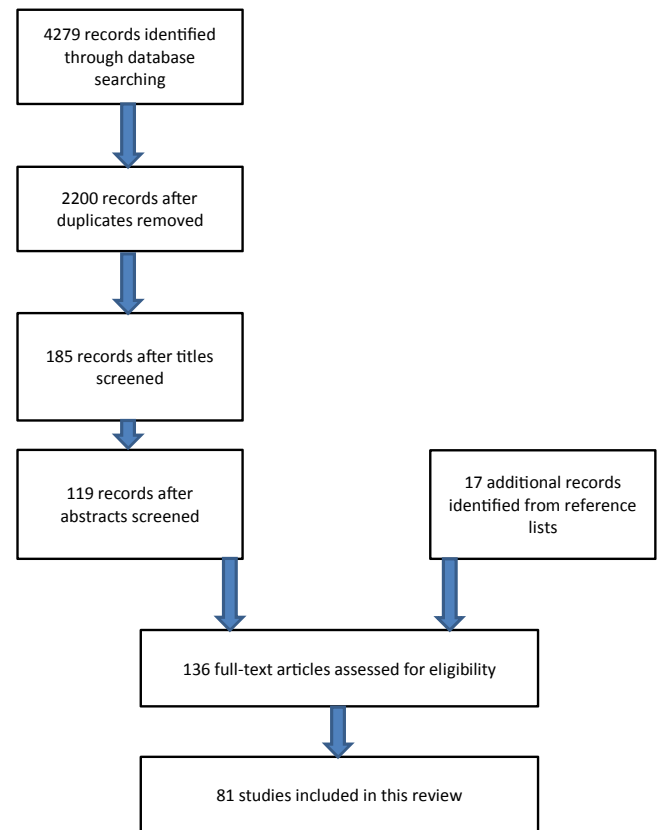 4279 records identified
through database
searching
2200 records after
duplicates removed
185 records after titles
screened
119 records after
abstracts screened
17 additional records
identified from reference
lists
136 full-text articles assessed for eligibility
81 studies included in this review